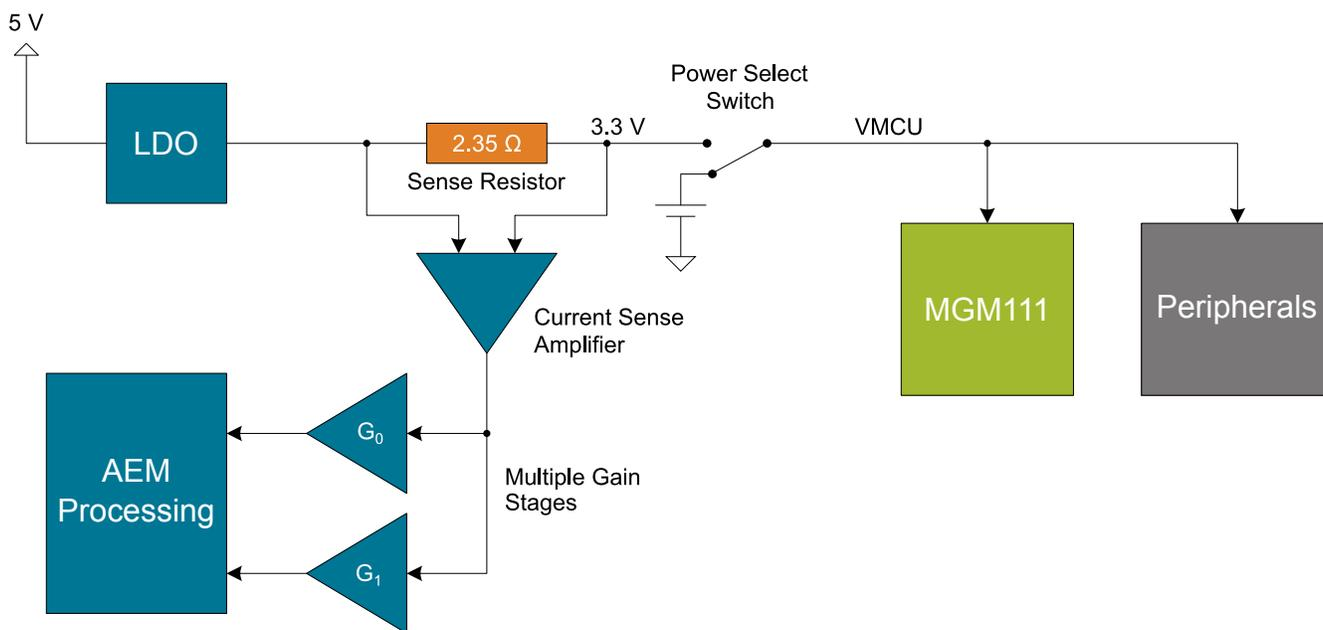 5 V
Power Select
Switch
LDO
2.35 Ω
3.3 V
VMCU
Sense Resistor
MGM111
Peripherals
Current Sense
Amplifier
G₀
AEM
Processing
Multiple Gain
Stages
G₁